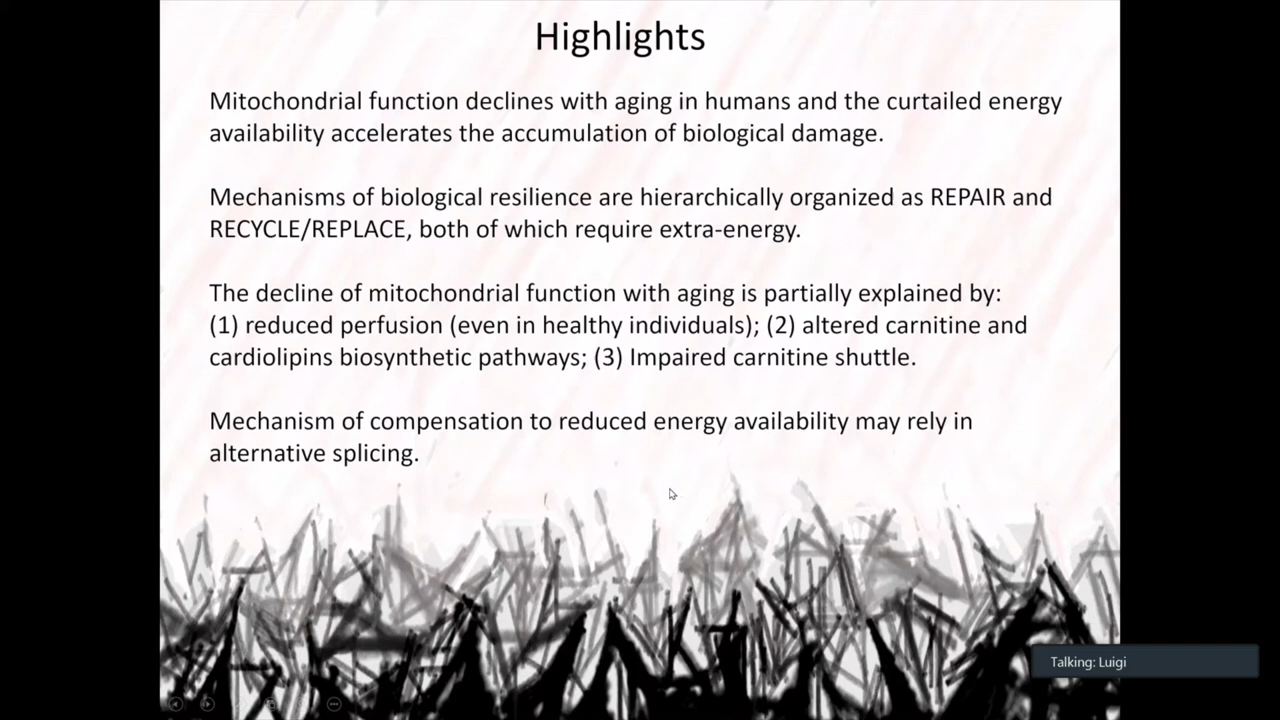 Highlights
Mitochondrial function declines with aging in humans and the curtailed energy
availability accelerates the accumulation of biological damage.
Mechanisms of biological resilience are hierarchically organized as REPAIR and
RECYCLE/REPLACE, both of which require extra-energy.
The decline of mitochondrial function with aging is partially explained by:
(1) reduced perfusion (even in healthy individuals); (2) altered carnitine and
cardiolipins biosynthetic pathways; (3) Impaired carnitine shuttle.
Mechanism of compensation to reduced energy availability may rely in
alternative splicing.
Talking: Luigi